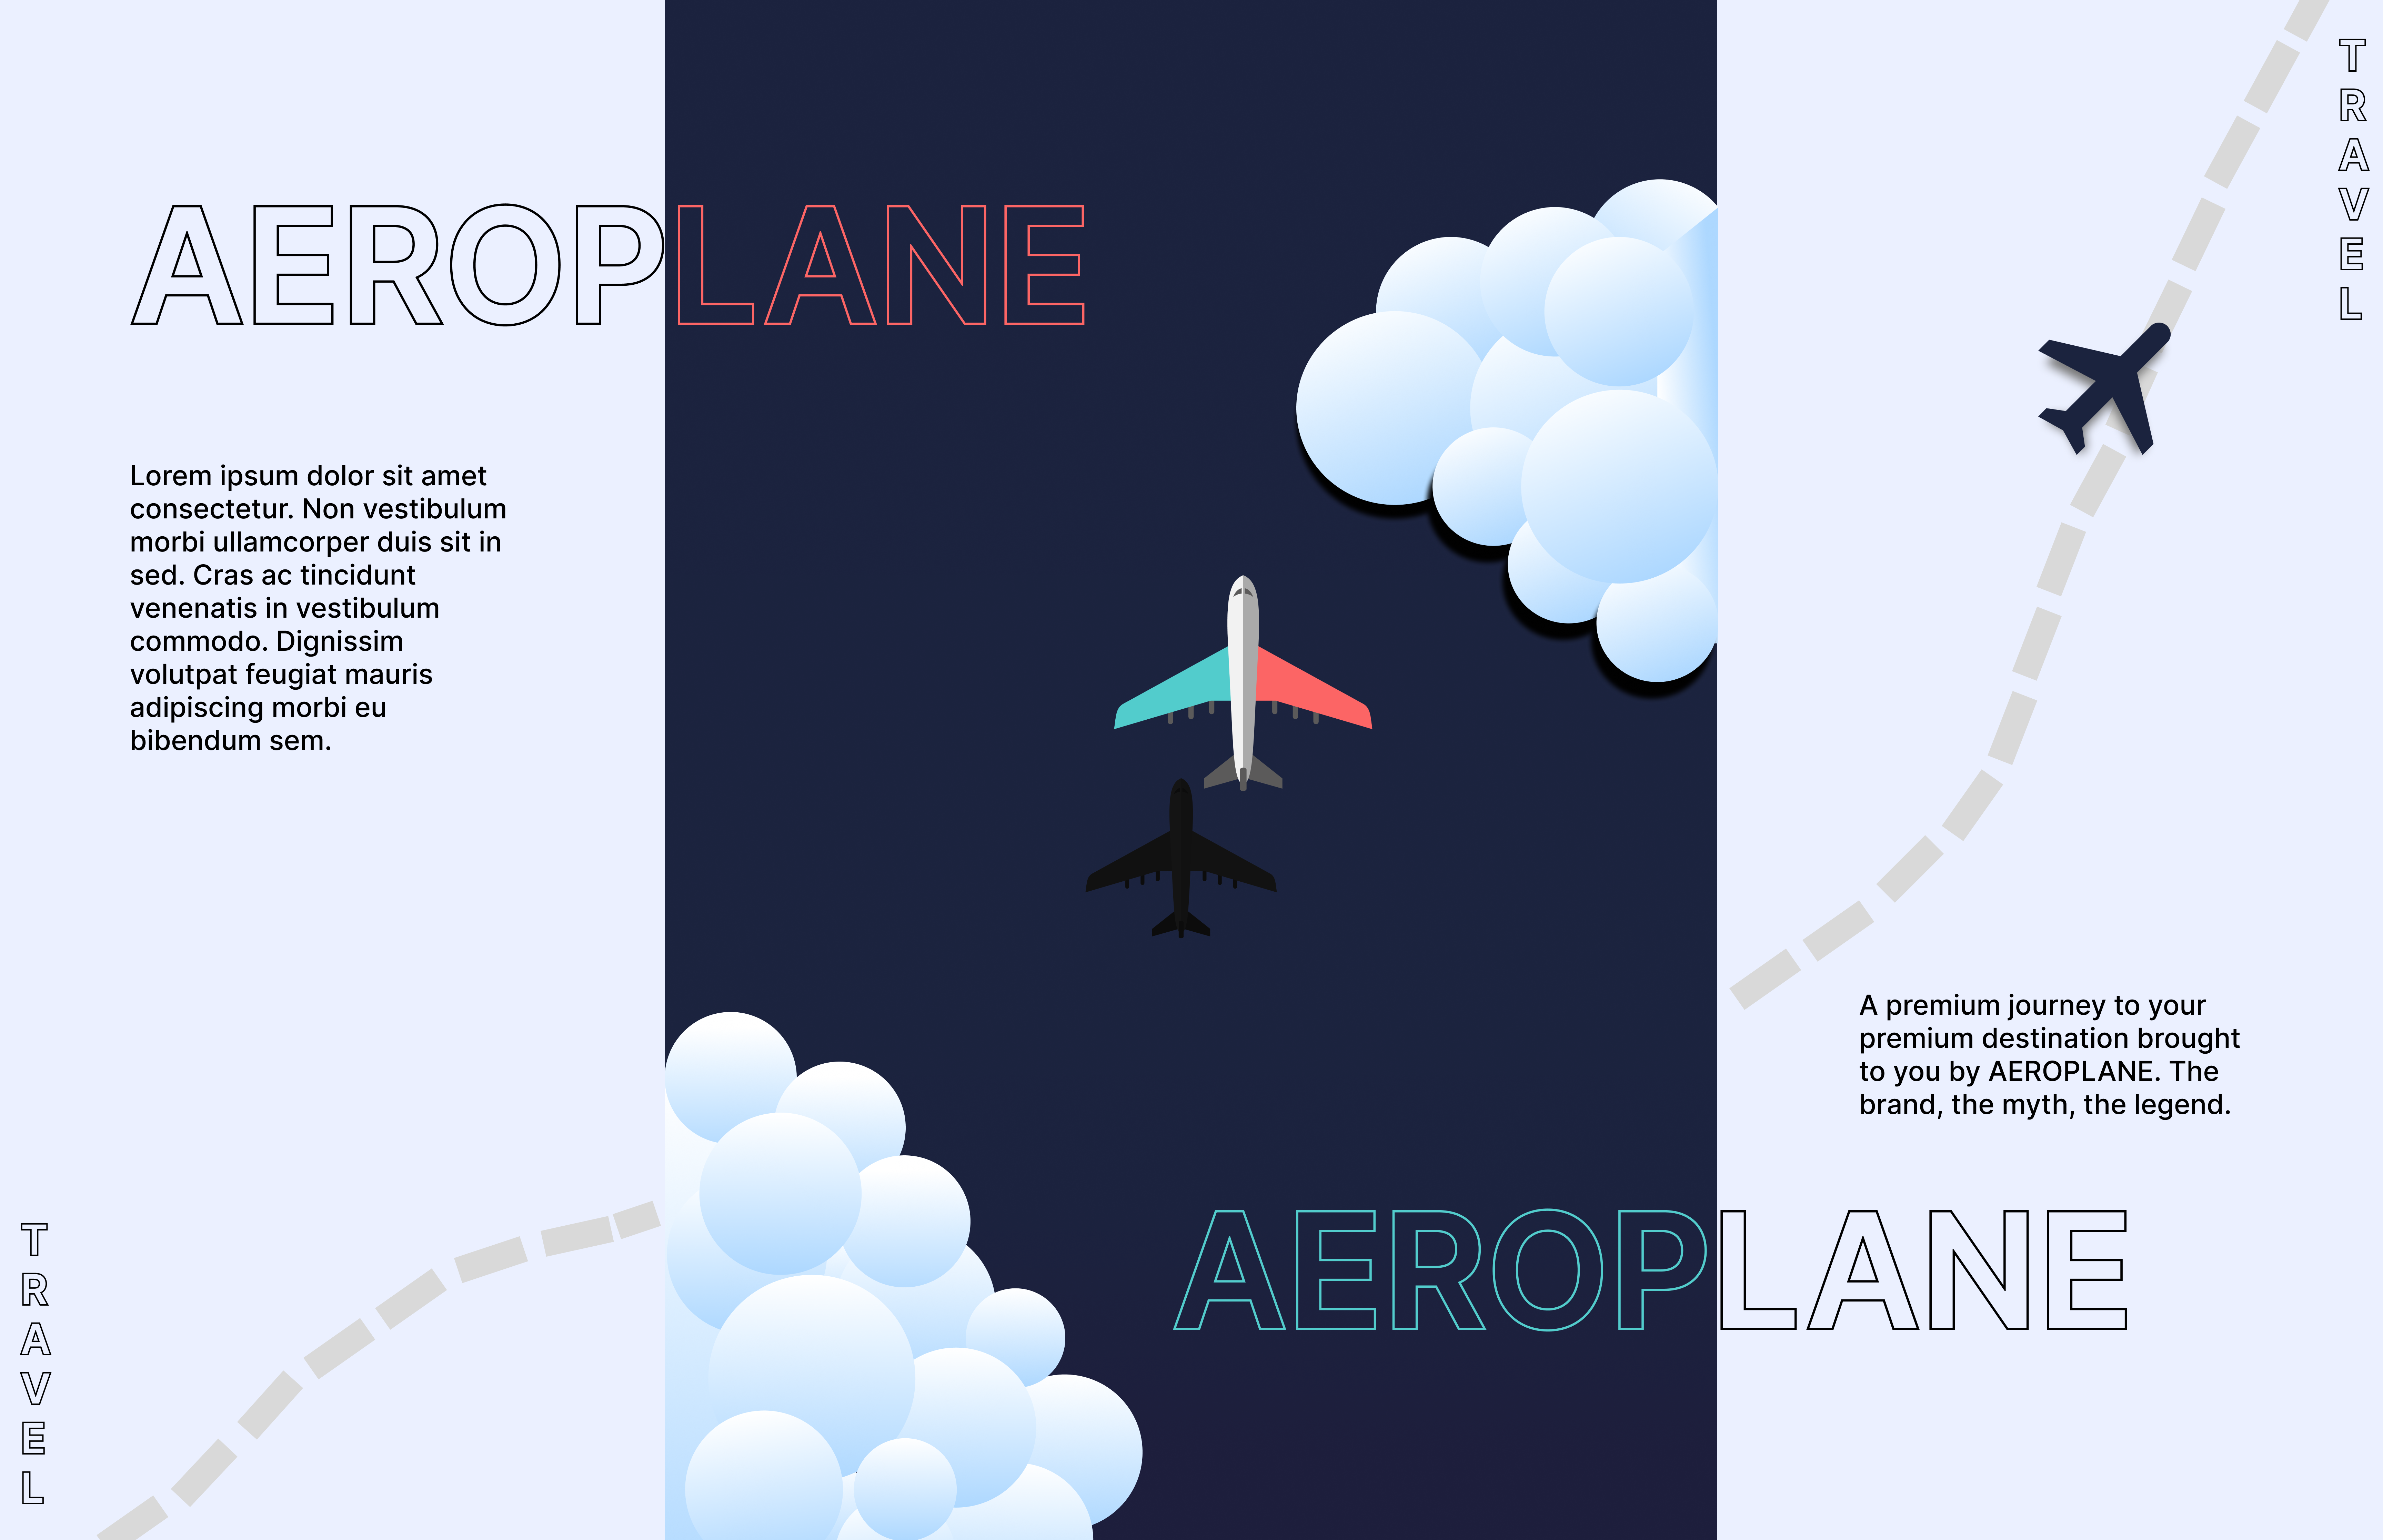 AEROPLANE
Lorem ipsum dolor sit amet
consectetur. Non vestibulum
morbi ullamcorper duis sit in
sed. Cras ac tincidunt
venenatis in vestibulum
commodo. Dignissim
volutpat feugiat mauris
adipiscing morbi eu
bibendum sem.
TRAVEL
TRAVEL
A premium journey to your
premium destination brought
to you by AEROPLANE. The
brand, the myth, the legend.
AEROPLANE